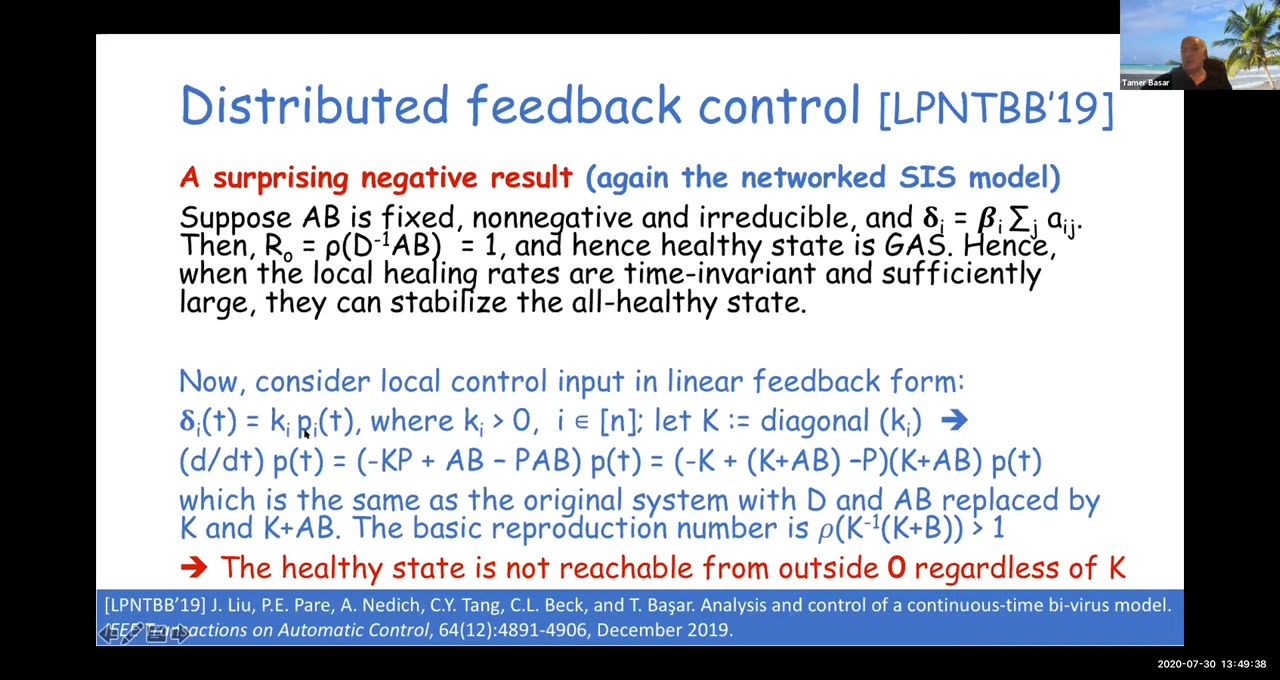 Tamer Basar
Distributed feedback control [LPNTBB'19]
A surprising negative result (again the networked SIS model)
Suppose AB is fixed, nonnegative and irreducible, and δᵢ = βᵢ ∑ⱼ aᵢⱼ.
Then, Rₒ = ρ(D⁻¹AB) = 1, and hence healthy state is GAS. Hence,
when the local healing rates are time-invariant and sufficiently
large, they can stabilize the all-healthy state.
Now, consider local control input in linear feedback form:
δᵢ(t) = kᵢ pᵢ(t), where kᵢ > 0, i ∈ [n]; let K := diagonal (kᵢ) ➔
(d/dt) p(t) = (-KP + AB – PAB) p(t) = (-K + (K+AB) –P)(K+AB) p(t)
which is the same as the original system with D and AB replaced by
K and K+AB. The basic reproduction number is ρ(K⁻¹(K+B)) > 1
➔ The healthy state is not reachable from outside 0 regardless of K
[LPNTBB'19] J. Liu, P.E. Pare, A. Nedich, C.Y. Tang, C.L. Beck, and T. Başar. Analysis and control of a continuous-time bi-virus model.
IEEE Transactions on Automatic Control, 64(12):4891-4906, December 2019.
2020-07-30 13:49:38